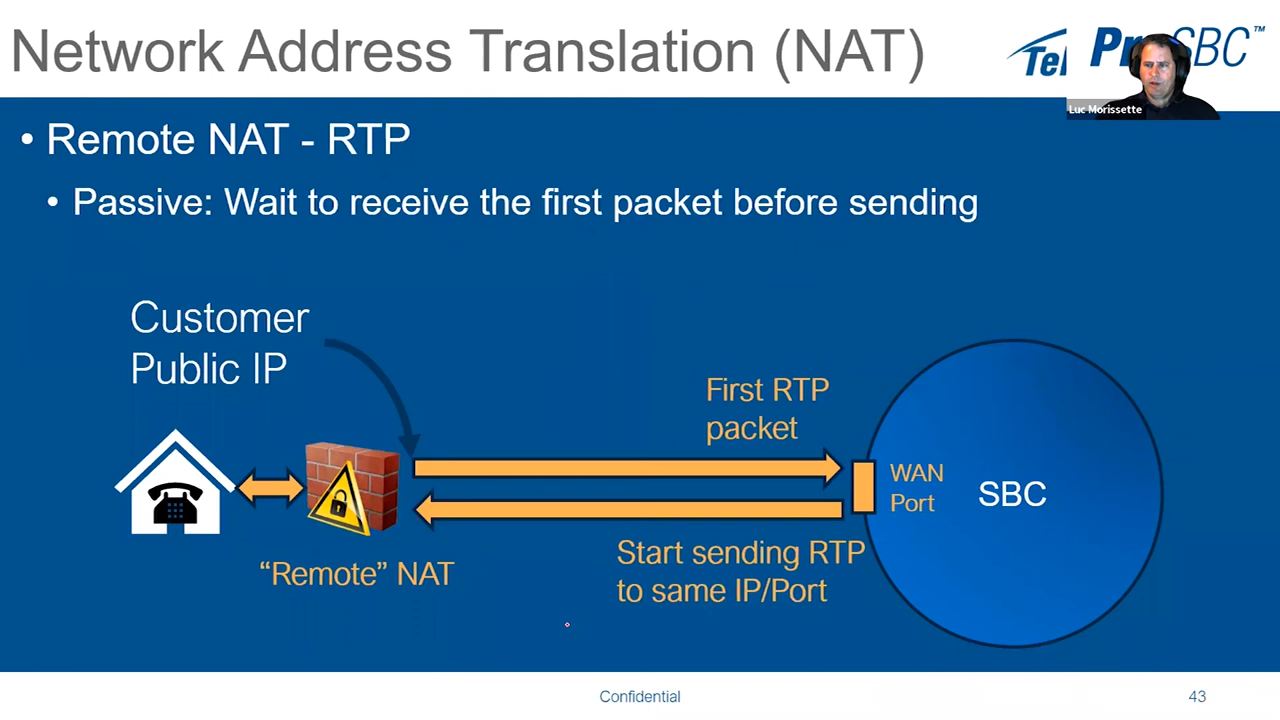 Network Address Translation (NAT)
Tel
SBC™
Luc Morissette
• Remote NAT - RTP
• Passive: Wait to receive the first packet before sending
Customer
Public IP
First RTP
packet
WAN
Port
SBC
Start sending RTP
to same IP/Port
“Remote” NAT
Confidential
43